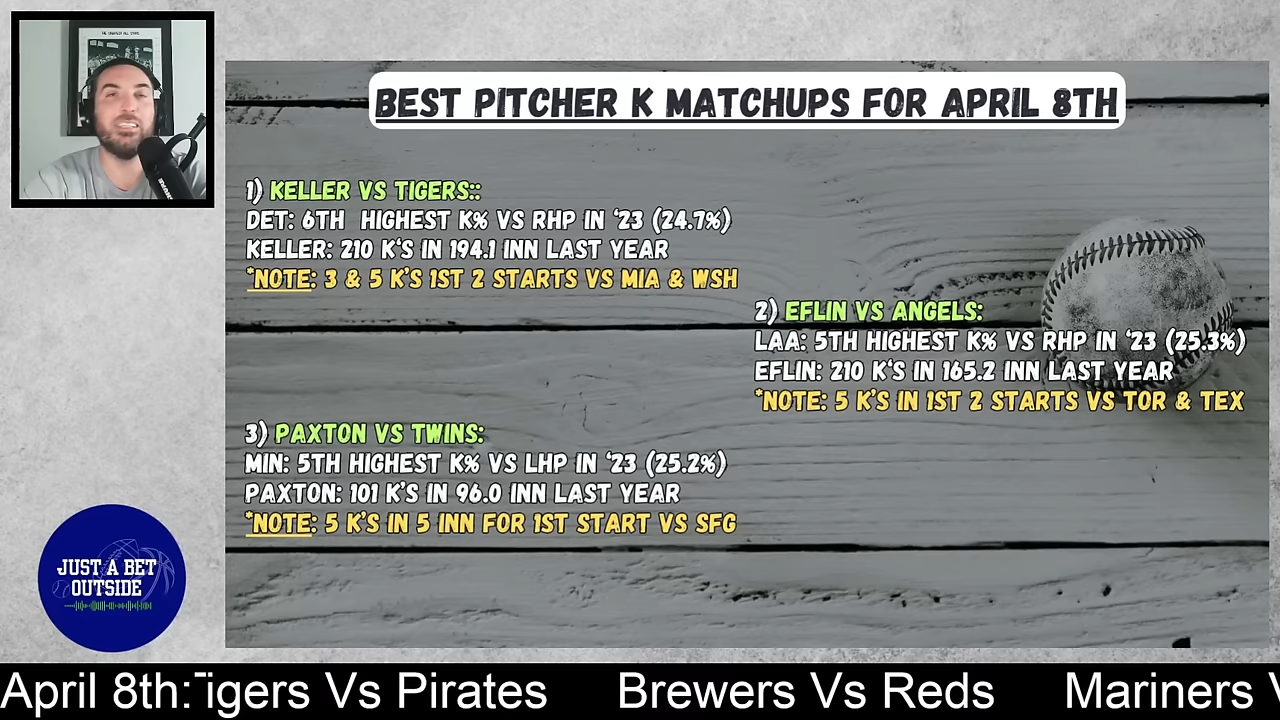 BEST PITCHER K MATCHUPS FOR APRIL 8TH
1) KELLER VS TIGERS::
DET: 6TH HIGHEST K% VS RHP IN ‘23 (24.7%)
KELLER: 210 K‘S IN 194.1 INN LAST YEAR
*NOTE: 3 & 5 K’S 1ST 2 STARTS VS MIA & WSH
2) EFLIN VS ANGELS:
LAA: 5TH HIGHEST K% VS RHP IN ‘23 (25.3%)
EFLIN: 210 K‘S IN 165.2 INN LAST YEAR
*NOTE: 5 K’S IN 1ST 2 STARTS VS TOR & TEX
3) PAXTON VS TWINS:
MIN: 5TH HIGHEST K% VS LHP IN ‘23 (25.2%)
PAXTON: 101 K’S IN 96.0 INN LAST YEAR
*NOTE: 5 K’S IN 5 INN FOR 1ST START VS SFG
JUST A BET
OUTSIDE
April 8th: Tigers Vs Pirates Brewers Vs Reds Mariners V